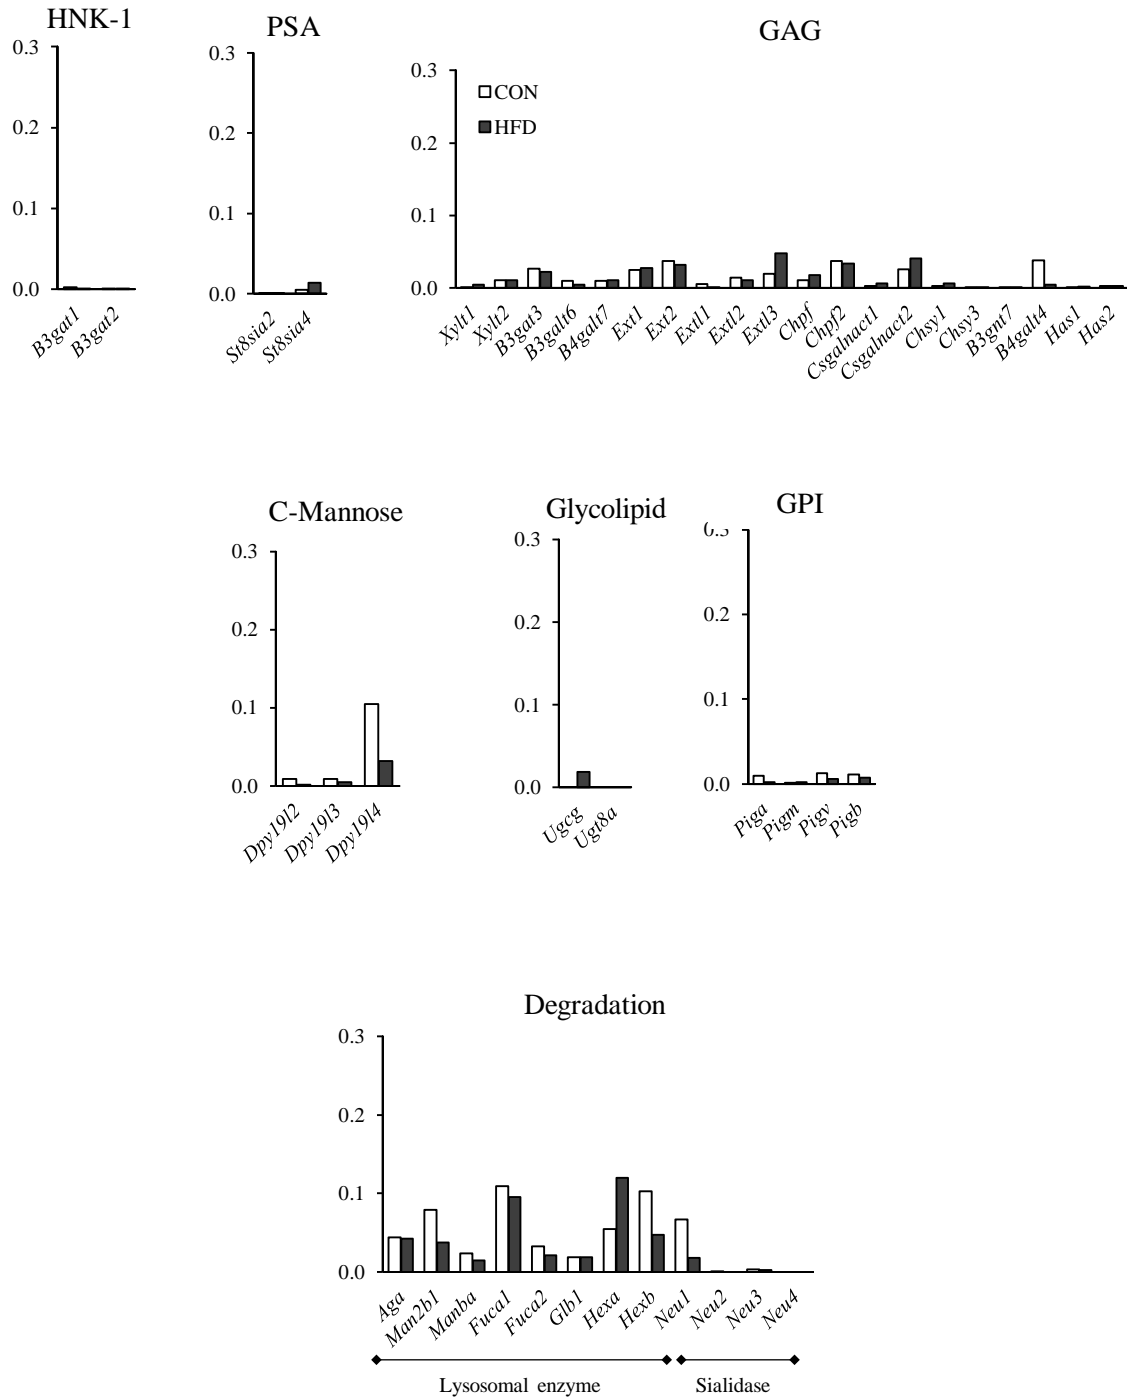 HNK-1
0.3
0.2
0.1
0.0
B3gat1
B3gat2
PSA
0.3
0.2
0.1
0.0
St8sia2
St8sia4
GAG
0.3
0.2
0.1
0.0
CON
HFD
Xylt1
Xylt2
B3gat3
B3galt6
B4galt7
Ext1
Ext2
Extl1
Extl2
Extl3
Chpf
Chpf2
Csgalnact1
Csgalnact2
Chsy1
Chsy3
B3gnt7
B4galt4
Has1
Has2
C-Mannose
0.3
0.2
0.1
0.0
Dpy19l2
Dpy19l3
Dpy19l4
Glycolipid
0.3
0.2
0.1
0.0
Ugcg
Ugt8a
GPI
0.3
0.2
0.1
0.0
Piga
Pigm
Pigv
Pigb
Degradation
0.3
0.2
0.1
0.0
Aga
Man2b1
Manba
Fuca1
Fuca2
Glb1
Hexa
Hexb
Neu1
Neu2
Neu3
Neu4
Lysosomal enzyme
Sialidase